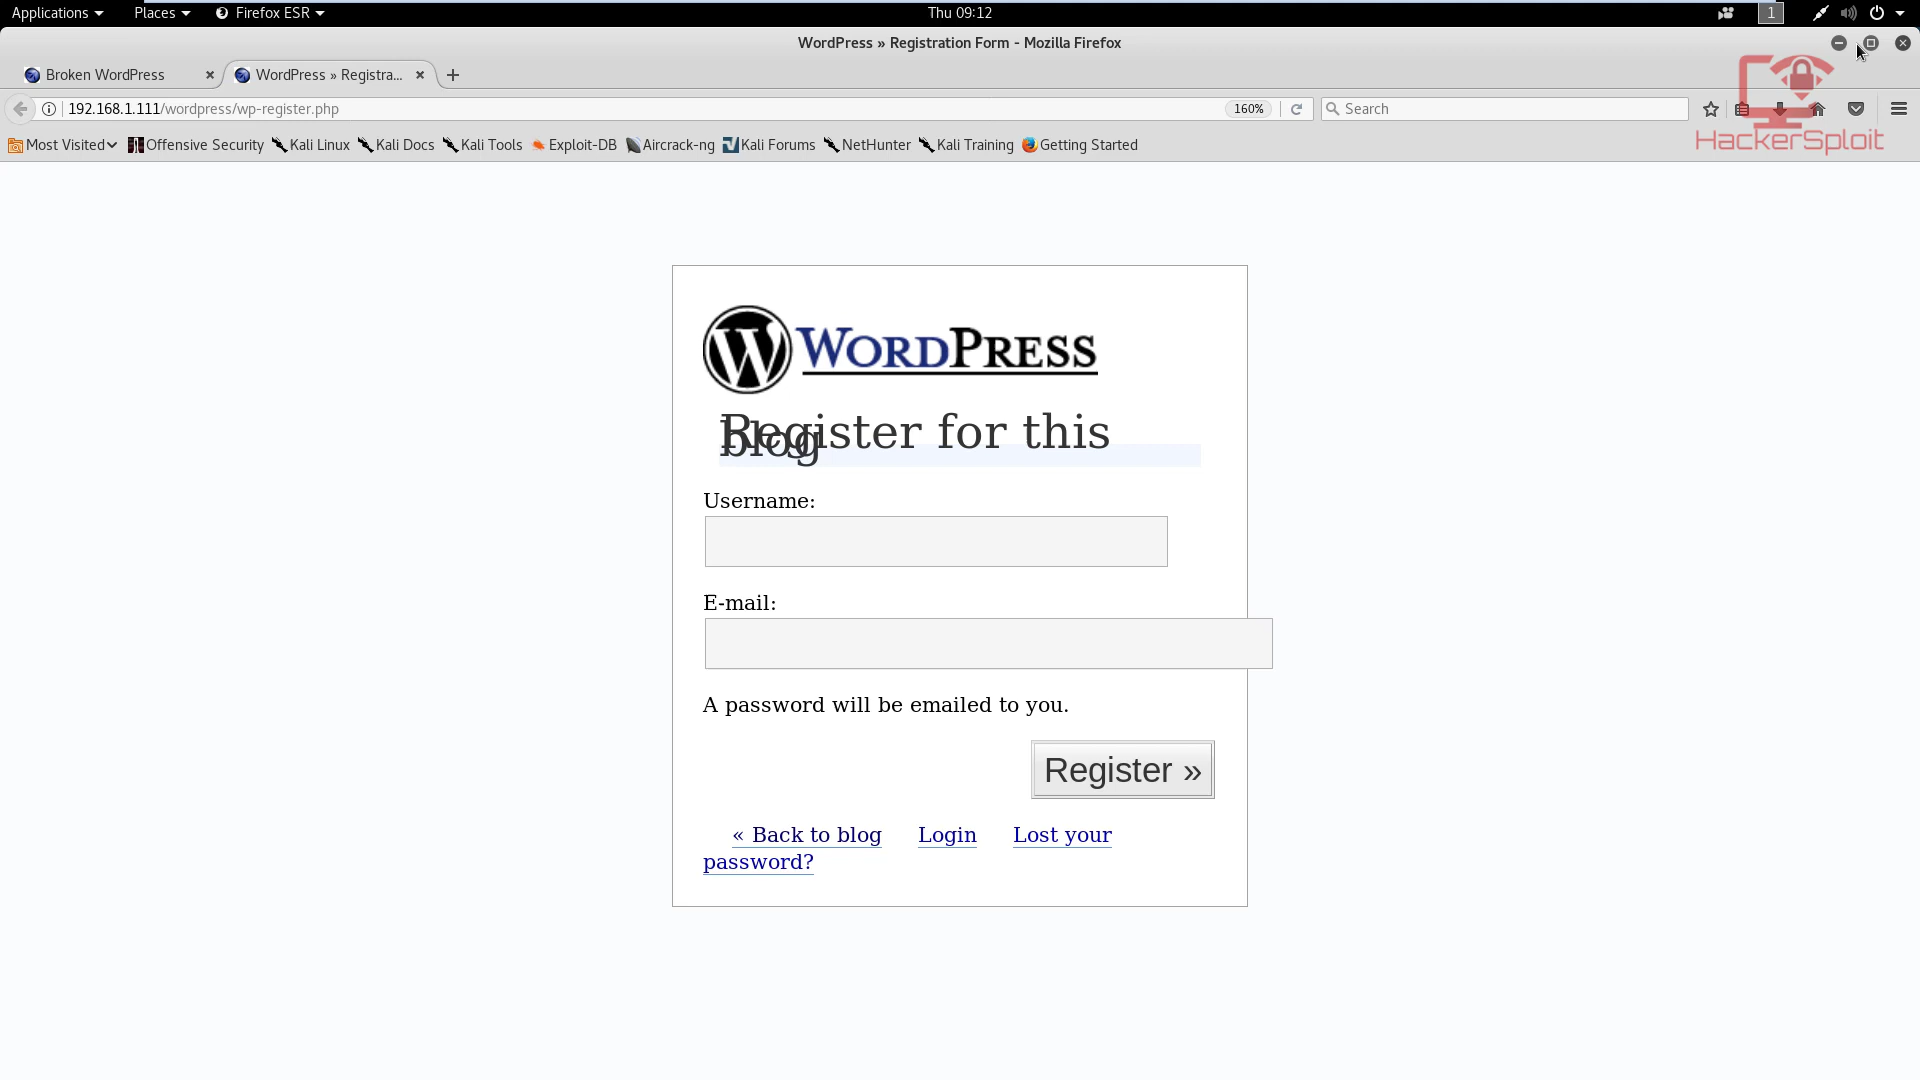 Applications Places Firefox ESR Thu 09:12 1
WordPress » Registration Form - Mozilla Firefox
Broken WordPress WordPress » Registra...
192.168.1.111/wordpress/wp-register.php 160% Search
HackerSploit
Most Visited Offensive Security Kali Linux Kali Docs Kali Tools Exploit-DB Aircrack-ng Kali Forums NetHunter Kali Training Getting Started
WORDPRESS
Register for this
blog
Username:
E-mail:
A password will be emailed to you.
Register »
« Back to blog Login Lost your
password?